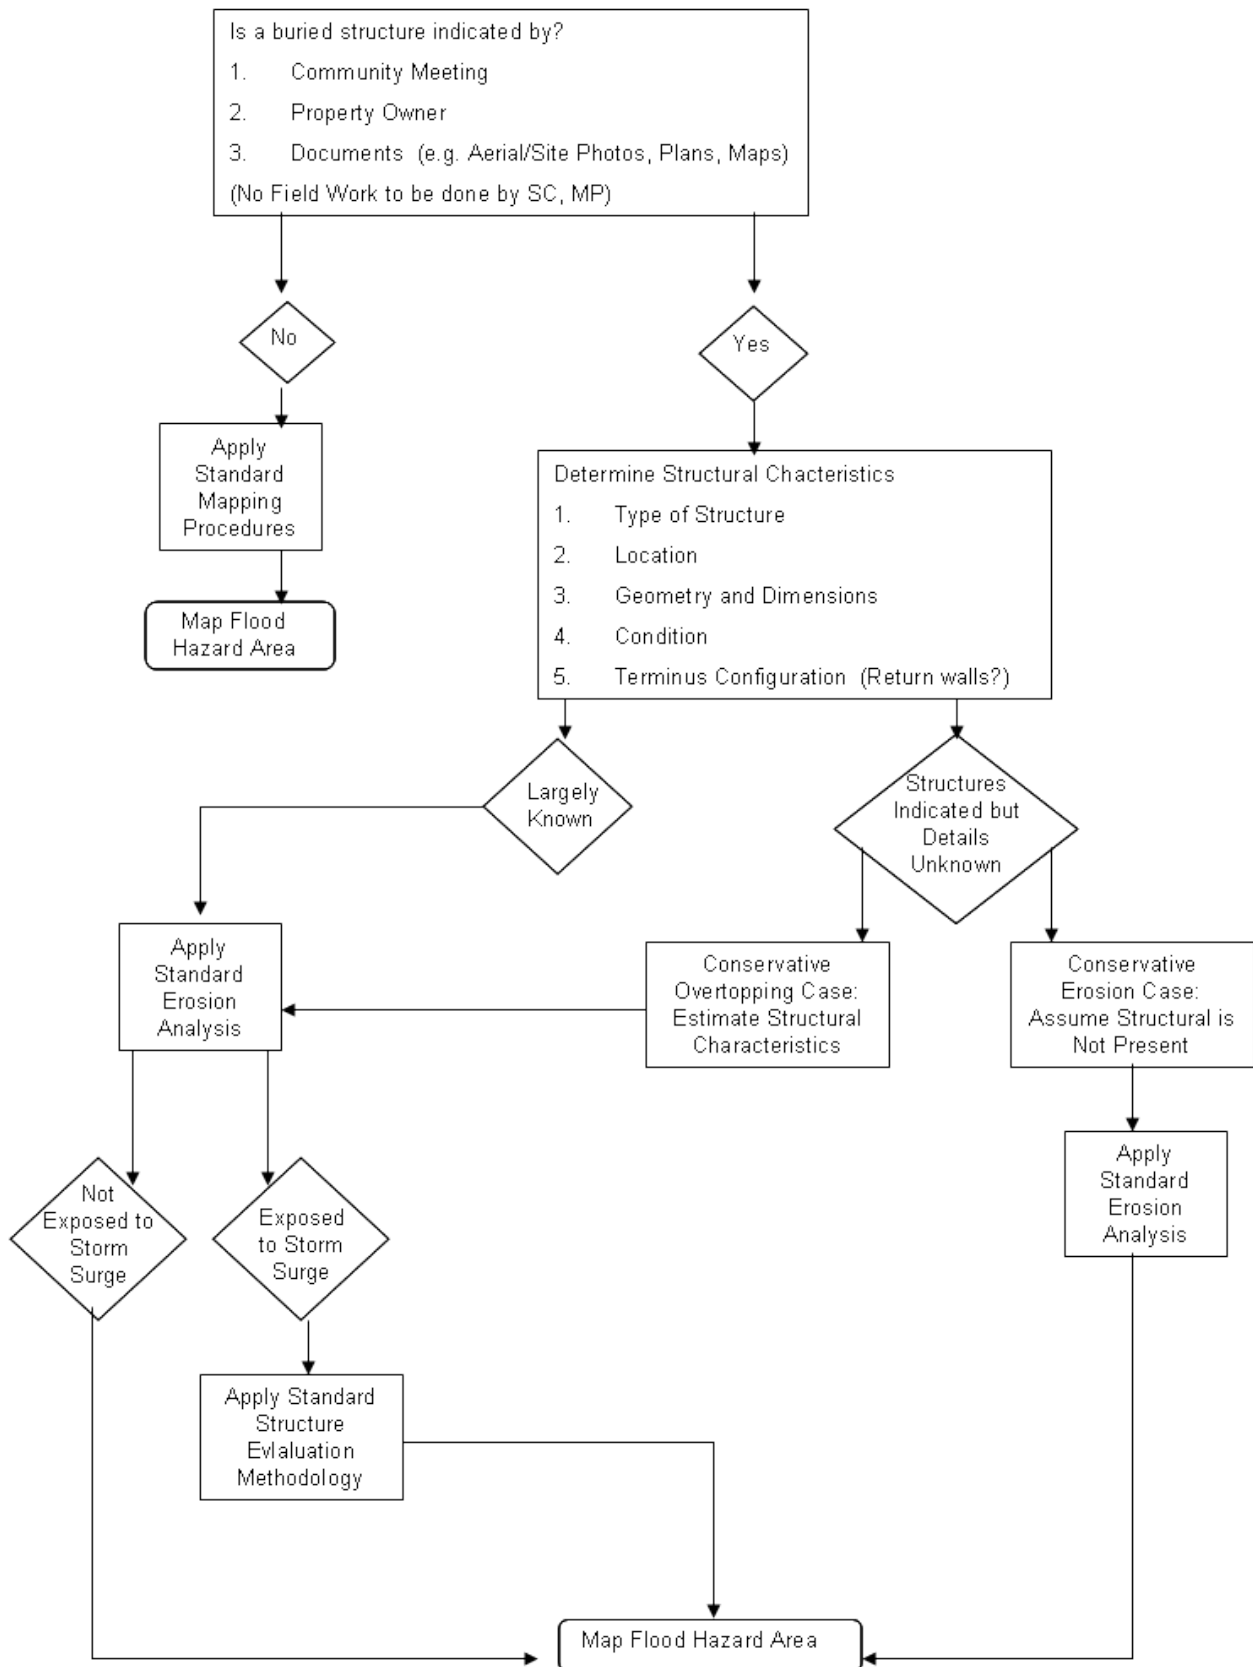 Is a buried structure indicated by?
1. Community Meeting
2. Property Owner
3. Documents (e.g. Aerial/Site Photos, Plans, Maps)
(No Field Work to be done by SC, MP)
No
Yes
Apply
Standard
Mapping
Procedures
Map Flood
Hazard Area
Determine Structural Chacteristics
1. Type of Structure
2. Location
3. Geometry and Dimensions
4. Condition
5. Terminus Configuration (Return walls?)
Largely
Known
Structures
Indicated but
Details
Unknown
Apply
Standard
Erosion
Analysis
Conservative
Overtopping Case:
Estimate Structural
Characteristics
Conservative
Erosion Case:
Assume Structural is
Not Present
Apply
Standard
Erosion
Analysis
Not
Exposed to
Storm
Surge
Exposed
to Storm
Surge
Apply Standard
Structure
Evlaluation
Methodology
Map Flood Hazard Area